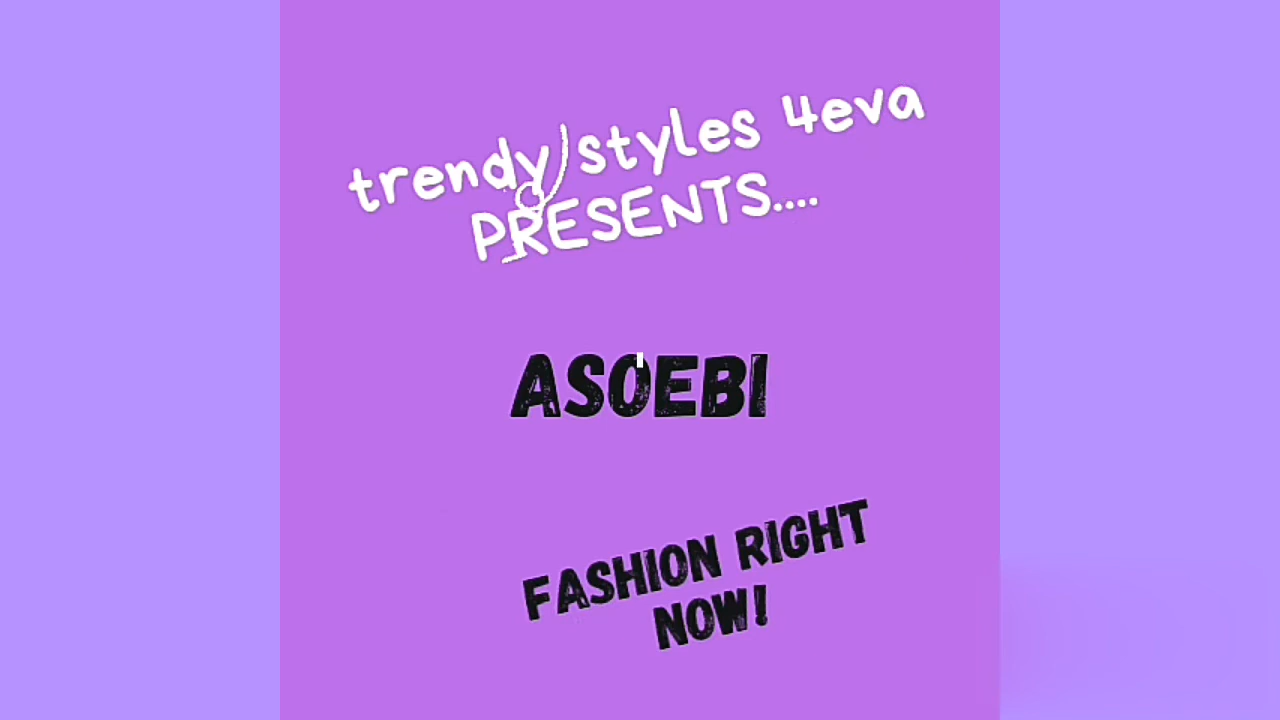 trendy styles 4eva
PRESENTS....
ASOEBI
FASHION RIGHT
NOW!